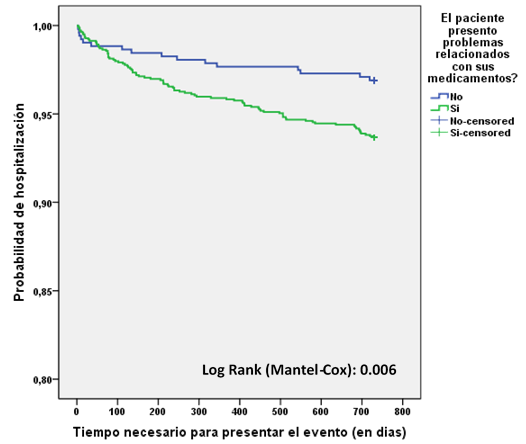 El paciente
presento
problemas
relacionados
con sus
medicamentos?
No
Si
No-censored
Si-censored
1,00
0,95
0,90
0,85
0,80
Probabilidad de hospitalización
Log Rank (Mantel-Cox): 0.006
0 100 200 300 400 500 600 700 800
Tiempo necesario para presentar el evento (en dias)